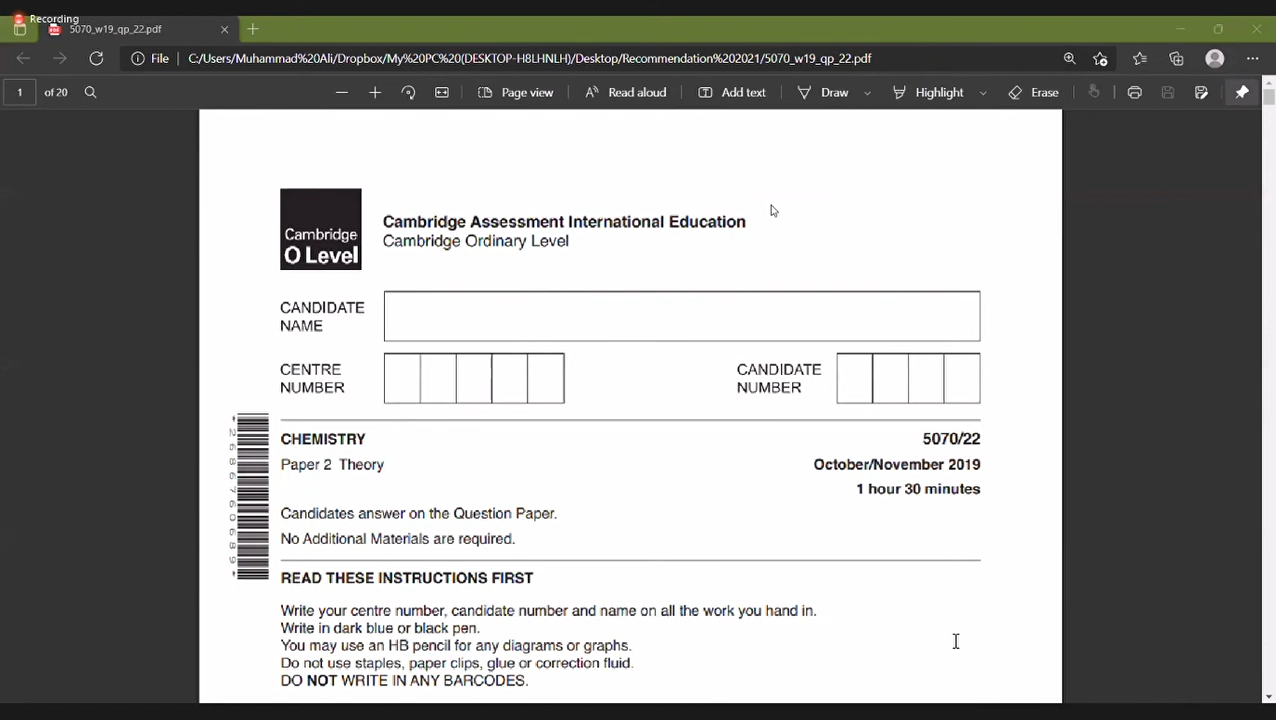 Recording
5070_w19_qp_22.pdf
File C:/Users/Muhammad%20Ali/Dropbox/My%20PC%20(DESKTOP-H8LHNLH)/Desktop/Recommendation%202021/5070_w19_qp_22.pdf
1 of 20 Page view Read aloud Add text Draw Highlight Erase
Cambridge
O Level
Cambridge Assessment International Education
Cambridge Ordinary Level
CANDIDATE
NAME
CENTRE
NUMBER
CANDIDATE
NUMBER
CHEMISTRY 5070/22
Paper 2 Theory October/November 2019
1 hour 30 minutes
Candidates answer on the Question Paper.
No Additional Materials are required.
READ THESE INSTRUCTIONS FIRST
Write your centre number, candidate number and name on all the work you hand in.
Write in dark blue or black pen.
You may use an HB pencil for any diagrams or graphs.
Do not use staples, paper clips, glue or correction fluid.
DO NOT WRITE IN ANY BARCODES.